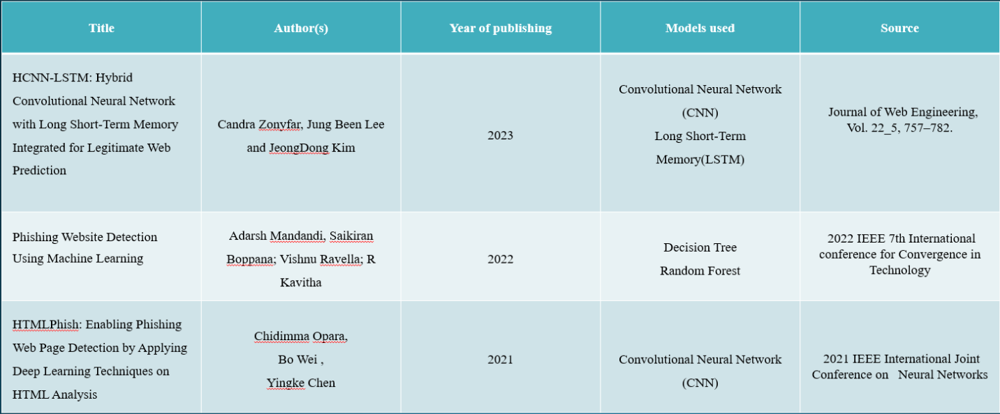 Title
Author(s)
Year of publishing
Models used
Source
HCNN-LSTM: Hybrid
Convolutional Neural Network
with Long Short-Term Memory
Integrated for Legitimate Web
Prediction
Candra Zonyfar, Jung Been Lee
and JeongDong Kim
2023
Convolutional Neural Network
(CNN)
Long Short-Term
Memory(LSTM)
Journal of Web Engineering,
Vol. 22_5, 757–782.
Phishing Website Detection
Using Machine Learning
Adarsh Mandandi, Saikiran
Boppana; Vishnu Ravella; R
Kavitha
2022
Decision Tree
Random Forest
2022 IEEE 7th International
conference for Convergence in
Technology
HTMLPhish: Enabling Phishing
Web Page Detection by Applying
Deep Learning Techniques on
HTML Analysis
Chidimma Opara,
Bo Wei ,
Yingke Chen
2021
Convolutional Neural Network
(CNN)
2021 IEEE International Joint
Conference on Neural Networks